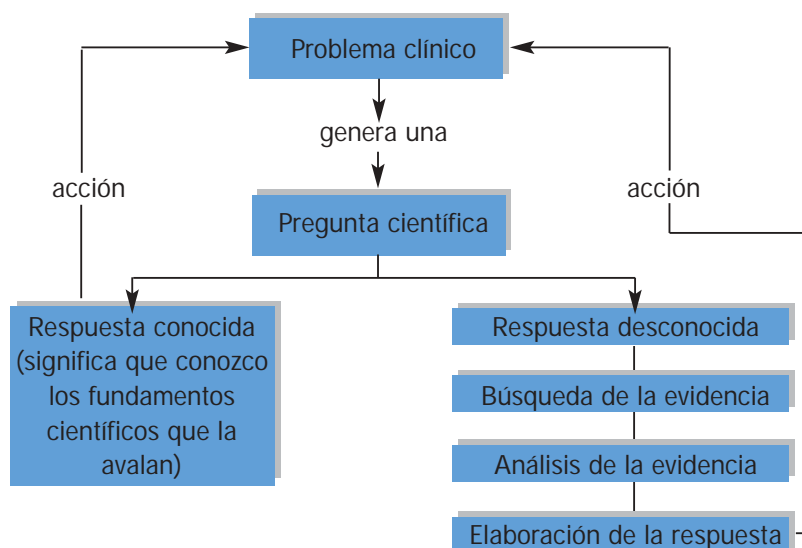 Problema clínico
genera una
acción
acción
Pregunta científica
Respuesta conocida
(significa que conozco
los fundamentos
científicos que la
avalan)
Respuesta desconocida
Búsqueda de la evidencia
Análisis de la evidencia
Elaboración de la respuesta